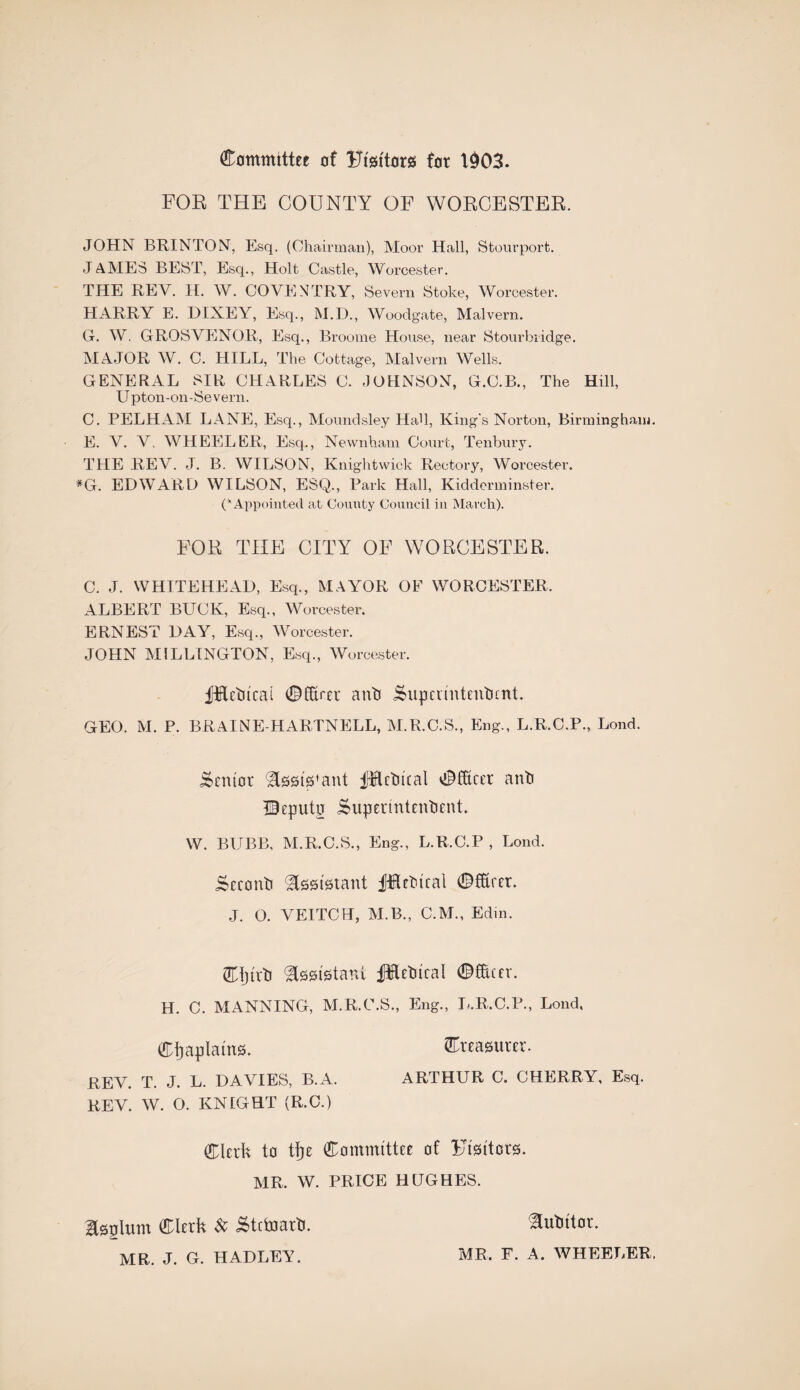 Committee of Visitors for 1903.
FOR THE COUNTY OF WORCESTER.
JOHN BRINTON, Esq. (Chairman), Moor Hall, Stourport.
JAMES BEST, Esq., Holt Castle, Worcester.
THE REV. H. W. COVENTRY, Severn Stoke, Worcester.
HARRY E. DIXEY, Esq., M.D., Woodgate, Malvern.
G. W. GROSVENOR, Esq., Broome House, near Stourbridge.
MAJOR W. C. HILL, The Cottage, Malvern Wells.
GENERAL SIR CHARLES C. JOHNSON, G.C.B., The Hill,
Upton-on-Severn.
C. PELHAM LANE, Esq., Moundsley Hall, King's Norton, Birmingham.
E. V. V. WHEELER, Esq., Newnham Court, Tenbury.
THE REV. J. B. WILSON, Knightwick Rectory, Worcester.
*G. EDWARD WILSON, ESQ., Park Hall, Kidderminster.
(*Appointed at County Council in March).
FOR THE CITY OF WORCESTER.
C. J. WHITEHEAD, Esq., MAYOR OF WORCESTER.
ALBERT BUCK, Esq., Worcester.
ERNEST DAY, Esq., Worcester.
JOHN MILLINGTON, Esq., Worcester.
Medical Officer and Superintendent.
GEO. M. P. BRAINE-HARTNELL, M.R.C.S., Eng., L.R.C.P., Lond.
Senior Assistant Medical Officer and
Deputy Superintendent.
W. BUBB, M.R.C.S., Eng., L.R.C.P , Lond.
Second Assistant Medical Officer.
J. O. VEITCH, M.B., C.M., Edin.
Third Assistant Medical Officer.
H. C. MANNING, M.R.C.S., Eng., L.R.C.P., Lond.
Chaplains.
REV. T. J. L. DAVIES, B.A.
REV. W. O. KNIGHT (R.C.)
Treasurer.
ARTHUR C. CHERRY, Esq.
Clerk to the Committee of Visitors.
MR. W. PRICE HUGHES.
Asylum Clerk & Steward.
MR. J. G. HADLEY.
Auditor.
MR. F. A. WHEELER.